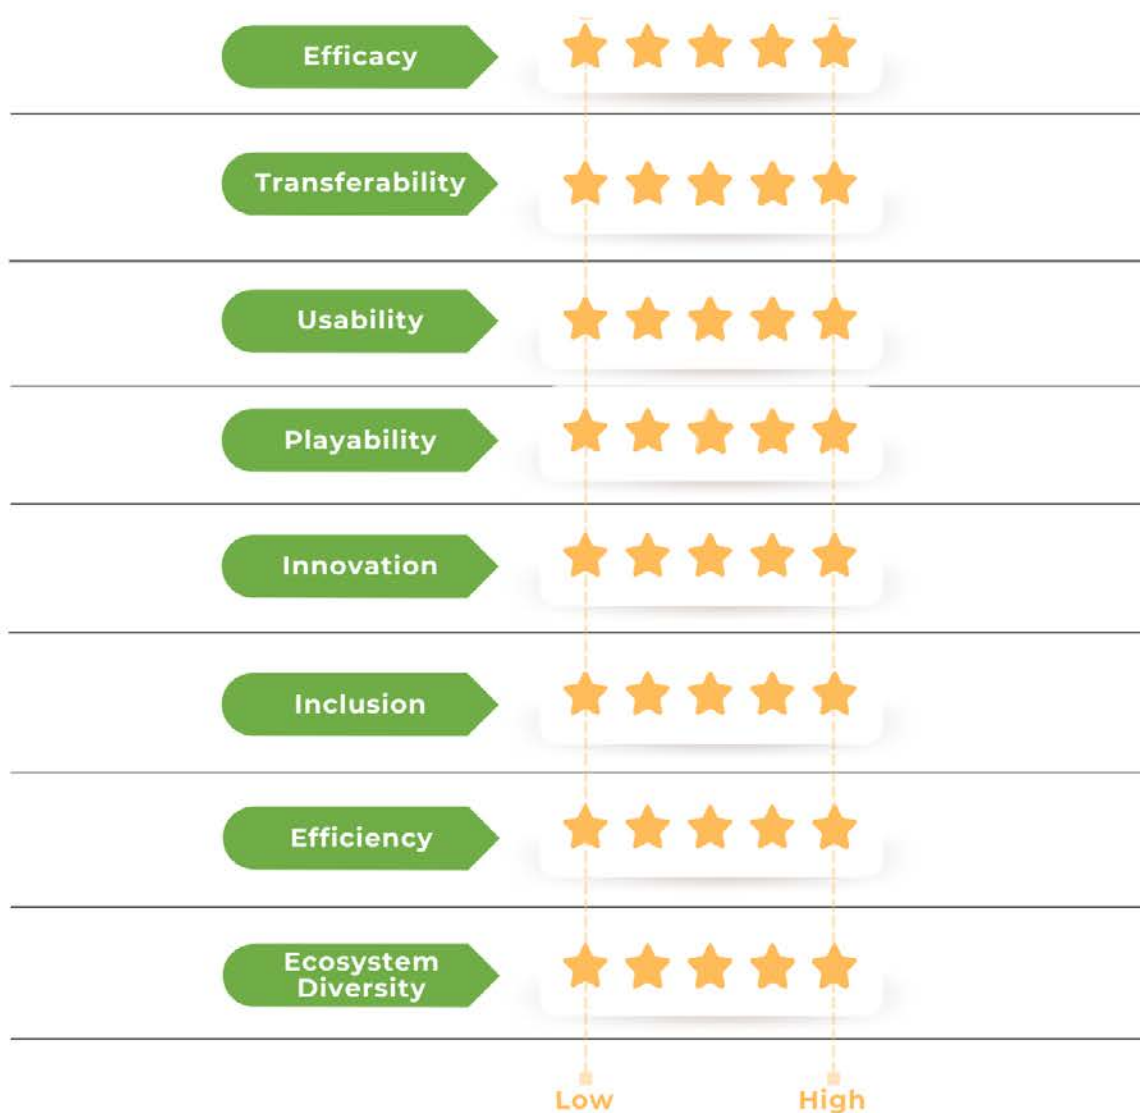 Efficacy
Transferability
Usability
Playability
Innovation
Inclusion
Efficiency
Ecosystem
Diversity
Low
High